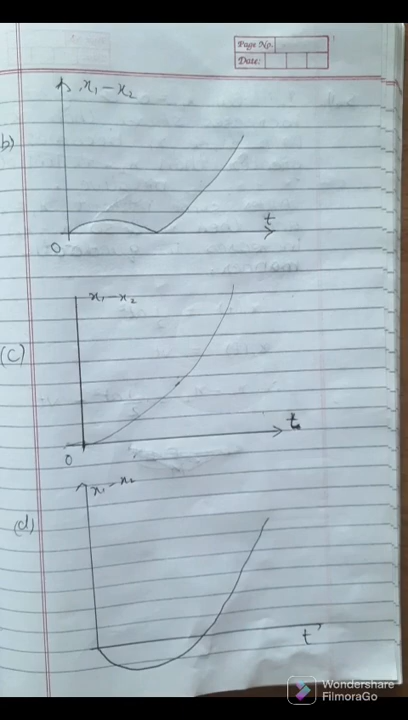 Page No.
Date:
x₁ - x₂
b)
t
0
x₁ - x₂
(c)
t
0
x₁ - x₂
(d)
t
Wondershare
FilmoraGo